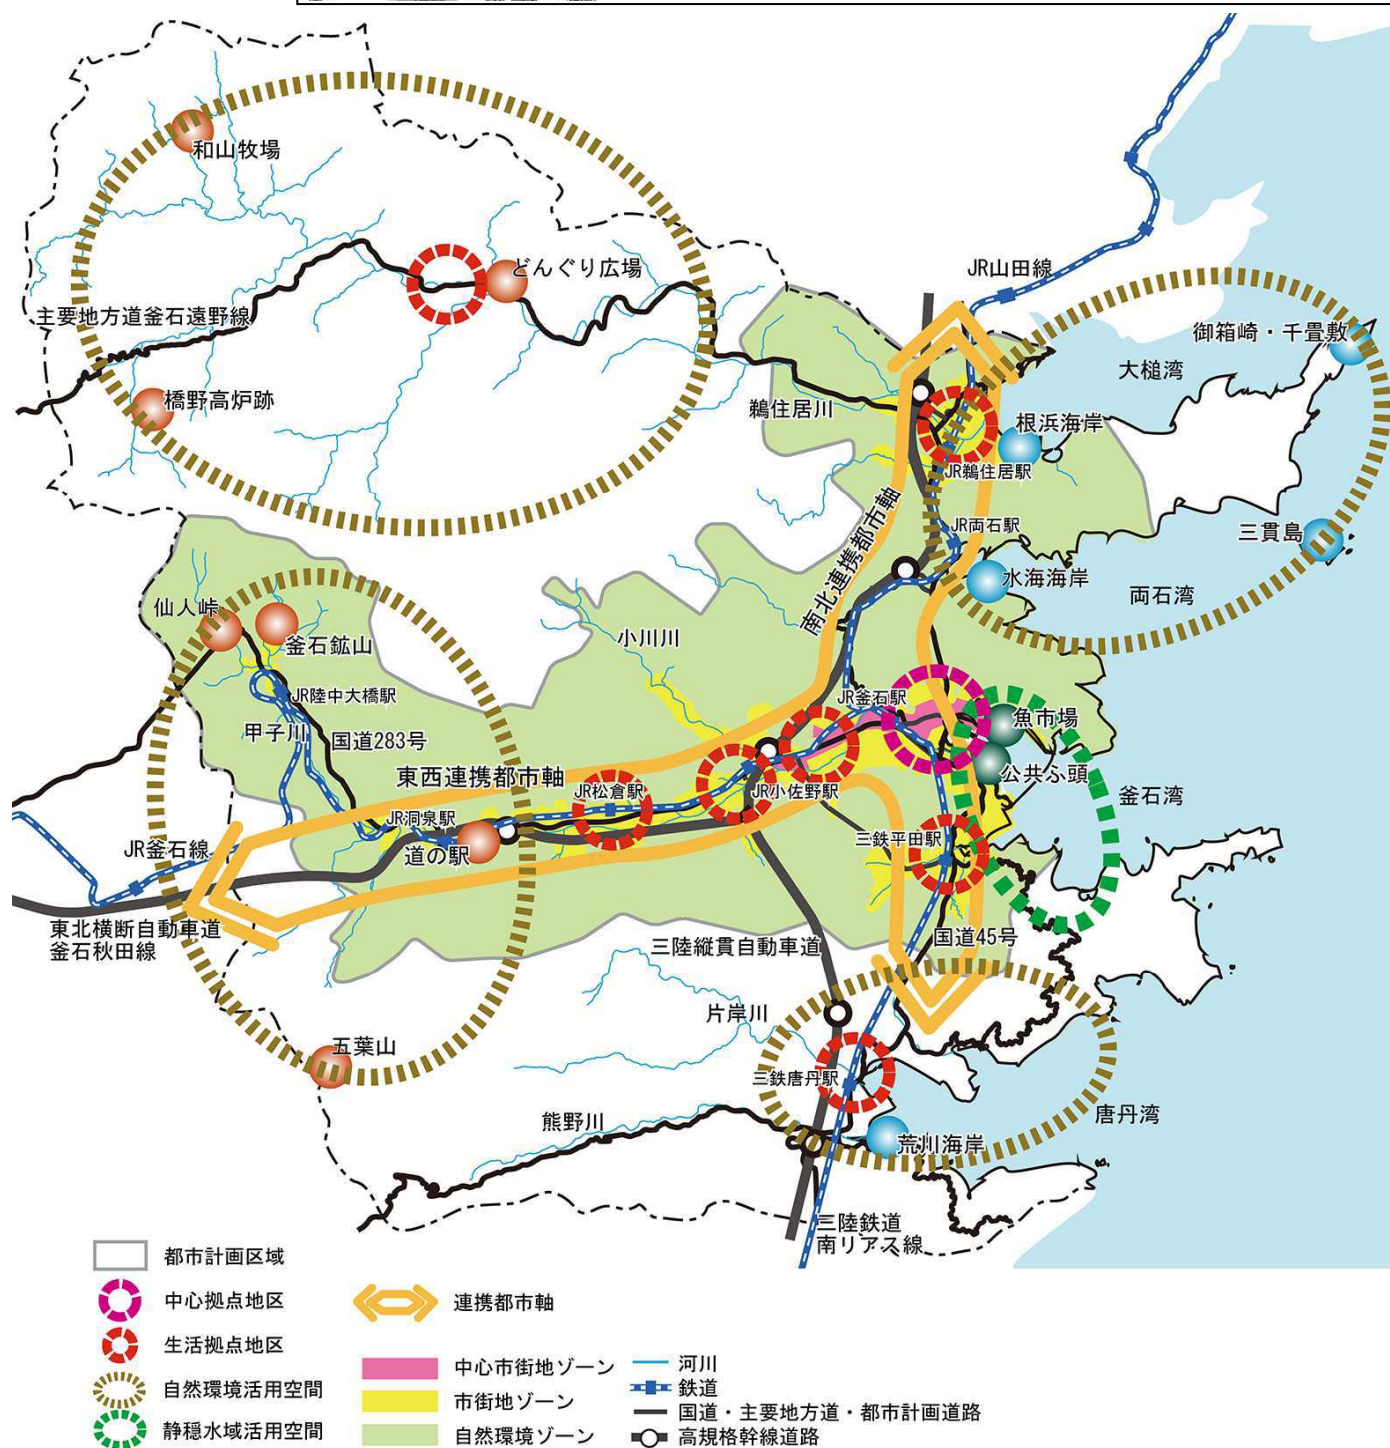 和山牧場
どんぐり広場
主要地方道釜石遠野線
橋野高炉跡
JR山田線
御箱崎・千畳敷
大槌湾
鵜住居川
根浜海岸
JR鵜住居駅
南北連携都市軸
JR両石駅
三貫島
水海海岸
両石湾
仙人峠
釜石鉱山
小川川
JR陸中大橋駅
JR釜石駅
甲子川
国道283号
魚市場
公共ふ頭
東西連携都市軸
JR松倉駅
JR小佐野駅
釜石湾
JR洞泉駅
道の駅
三鉄平田駅
JR釜石線
東北横断自動車道
釜石秋田線
三陸縦貫自動車道
国道45号
片岸川
五葉山
三鉄唐丹駅
熊野川
荒川海岸
唐丹湾
三陸鉄道
南リアス線
都市計画区域
中心拠点地区
生活拠点地区
自然環境活用空間
静穏水域活用空間
連携都市軸
中心市街地ゾーン
市街地ゾーン
自然環境ゾーン
河川
鉄道
国道・主要地方道・都市計画道路
高規格幹線道路